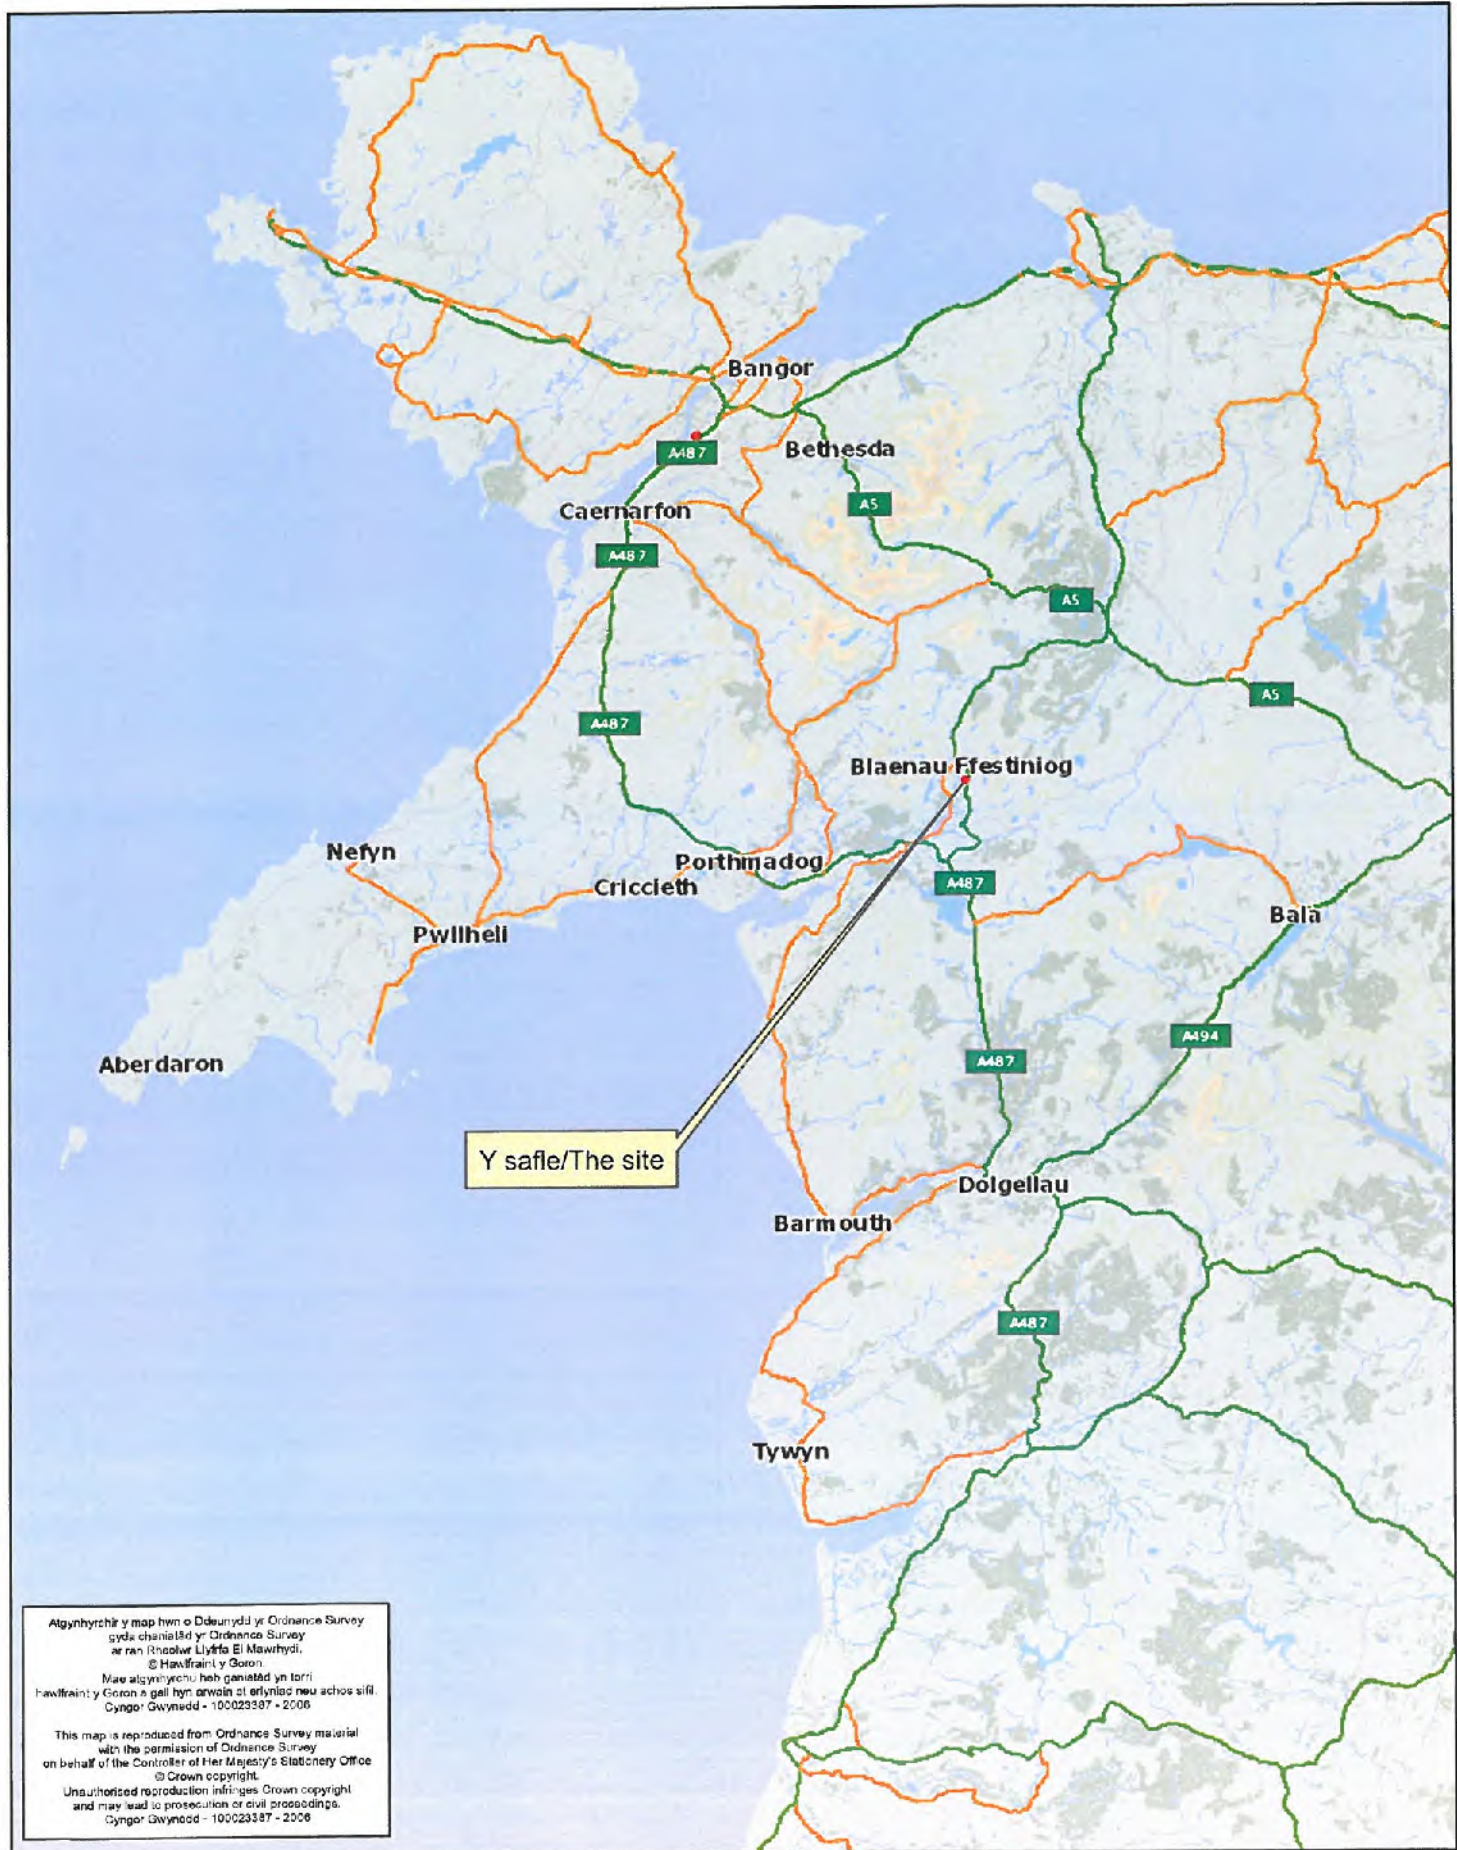 Bangor
A487
Bethesda
Caernarfon
A5
A487
A5
A5
A487
Blaenau Ffestiniog
Nefyn
Porthmadog
Criccieth
A487
Bala
Pwllheli
A494
Aberdaron
A487
Y safle/The site
Dolgellau
Barmouth
A487
Tywyn
Atgynhyrchir y map hwn o Ddeunydd yr Ordnance Survey
gyda chaniatâd yr Ordnance Survey
ar ran Rheolwr Llyfrfa Ei Mawrhydi.
© Hawlfraint y Goron.
Mae atgynhyrchu heb ganiatâd yn torri
hawlfraint y Goron a gall hyn arwain at erlyniad neu achos sifil.
Cyngor Gwynedd - 100023387 - 2006
This map is reproduced from Ordnance Survey material
with the permission of Ordnance Survey
on behalf of the Controller of Her Majesty's Stationery Office
© Crown copyright.
Unauthorised reproduction infringes Crown copyright
and may lead to prosecution or civil proceedings.
Cyngor Gwynedd - 100023387 - 2006